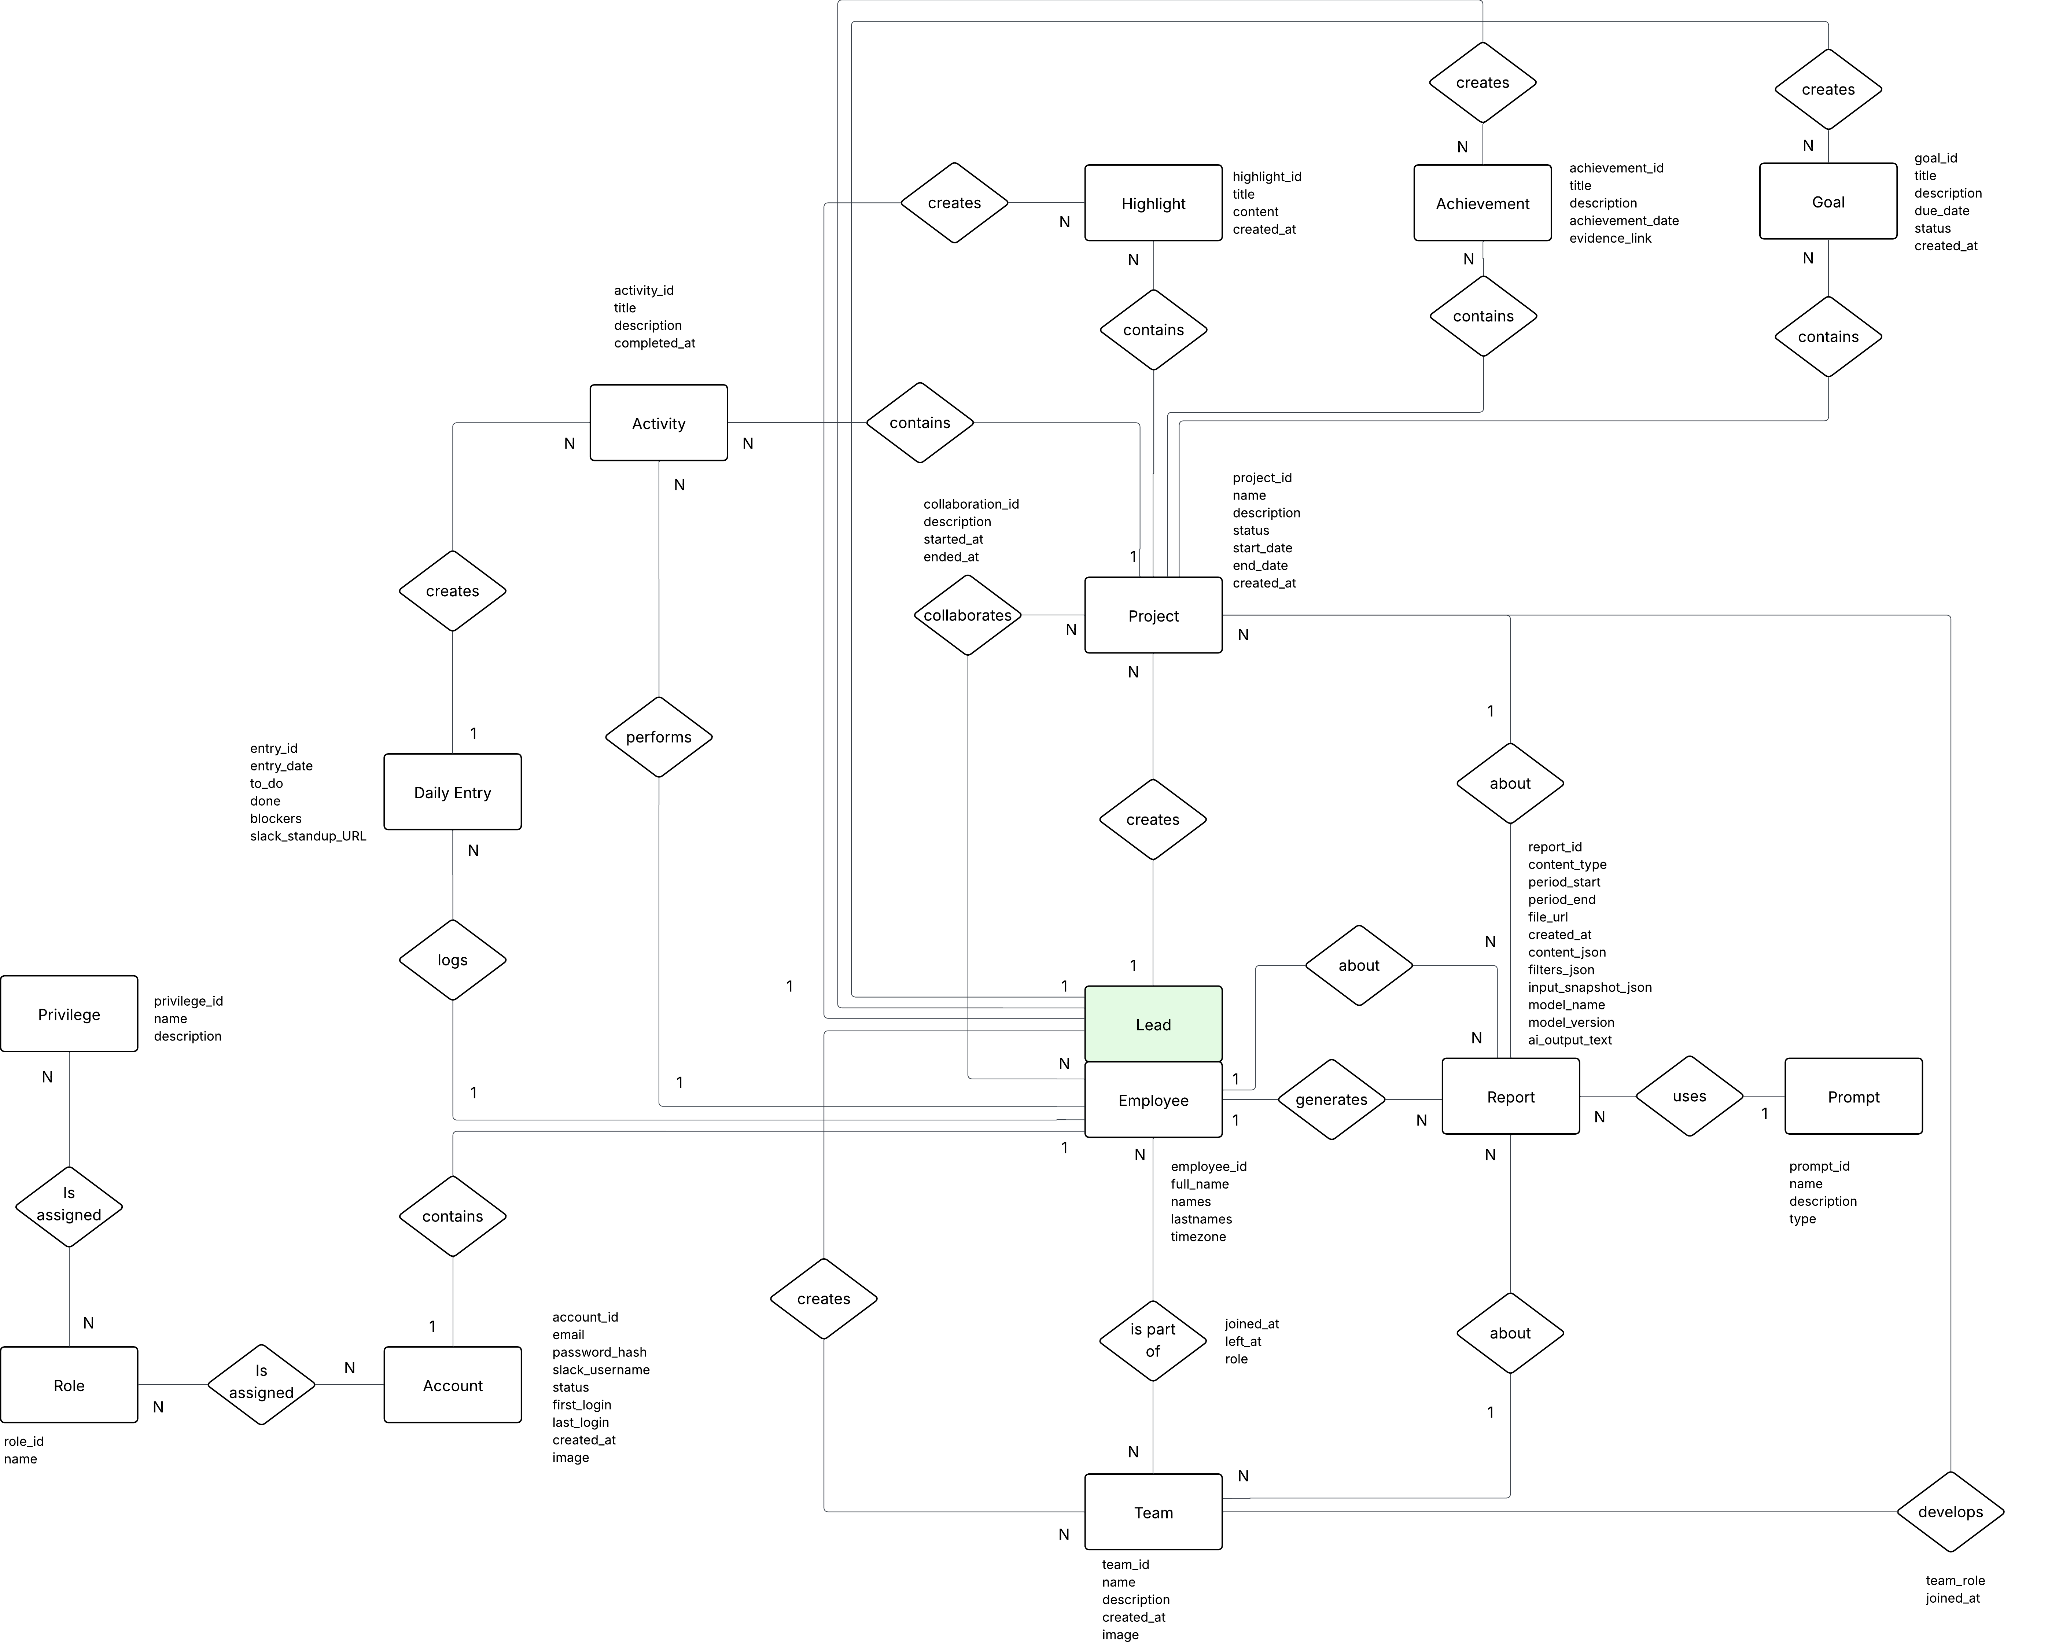 creates
N
creates
N
creates
N
Highlight
highlight_id
title
content
created_at
N
Achievement
achievement_id
title
description
achievement_date
evidence_link
N
Goal
goal_id
title
description
due_date
status
created_at
N
contains
contains
contains
activity_id
title
description
completed_at
Activity
N
N
N
contains
collaboration_id
description
started_at
ended_at
collaborates
N
1
project_id
name
description
status
start_date
end_date
created_at
Project
N
N
creates
1
performs
1
about
entry_id
entry_date
to_do
done
blockers
slack_standup_URL
Daily Entry
N
creates
1
logs
1
report_id
content_type
period_start
period_end
file_url
created_at
content_json
filters_json
input_snapshot_json
model_name
model_version
ai_output_text
N
about
N
Privilege
privilege_id
name
description
N
1
1
1
Lead
N
Employee
1
1
1
N
generates
N
Report
N
N
uses
1
Prompt
employee_id
full_name
names
lastnames
timezone
prompt_id
name
description
type
Is
assigned
N
contains
1
creates
is part
of
joined_at
left_at
role
about
1
Role
role_id
name
N
Is
assigned
N
Account
account_id
email
password_hash
slack_username
status
first_login
last_login
created_at
image
N
N
Team
N
team_id
name
description
created_at
image
develops
team_role
joined_at